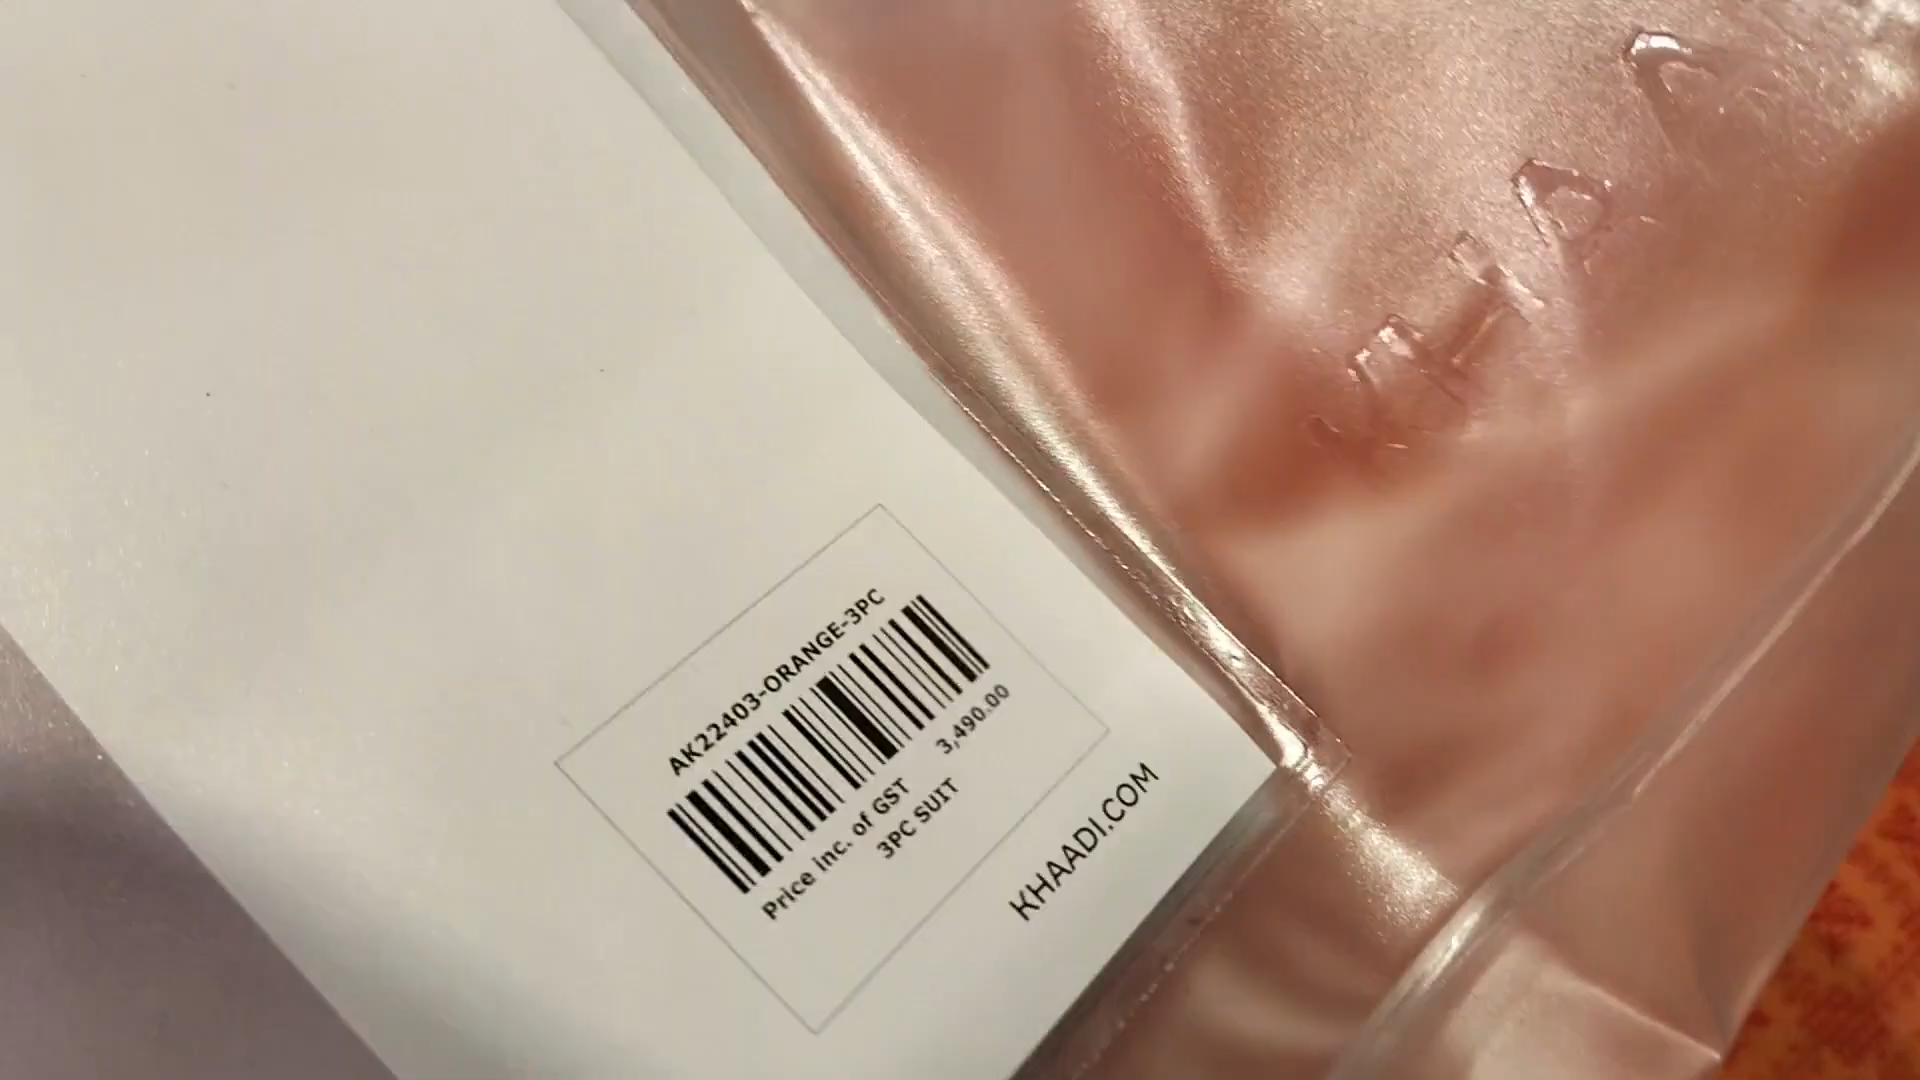 AK22403-ORANGE-3PC
3,490.00
Price inc. of GST
3PC SUIT
KHAADI.COM